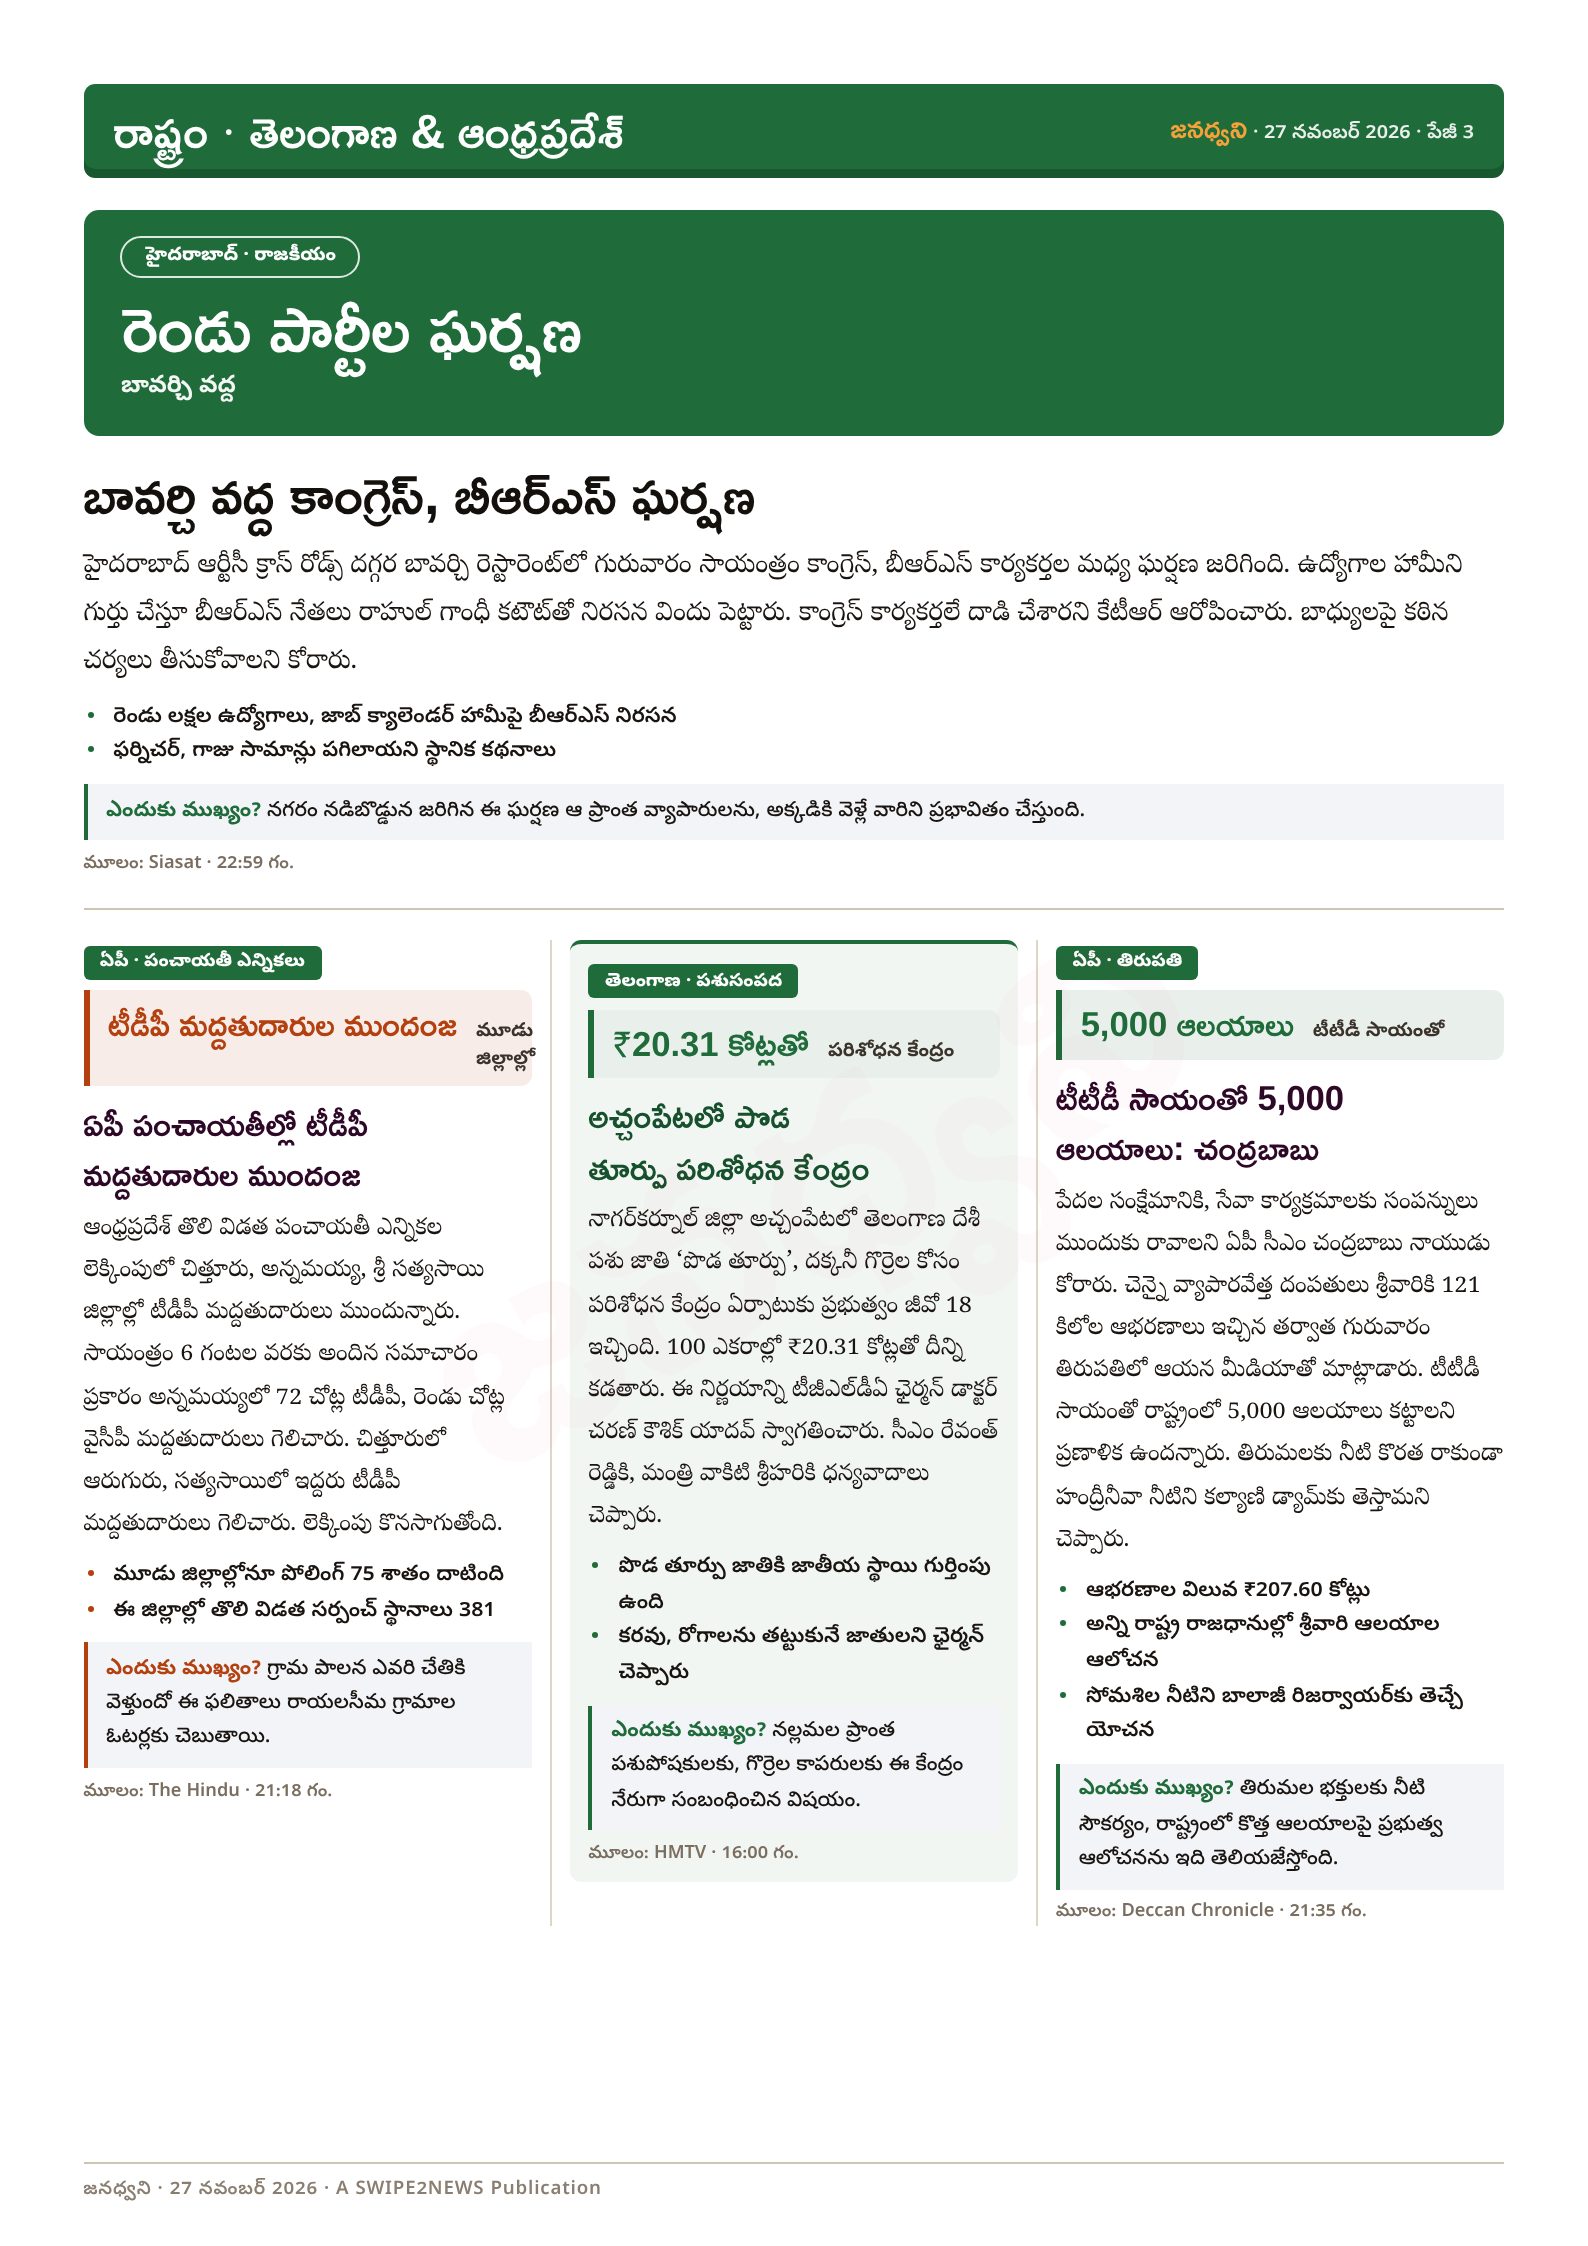 రాష్ట్రం · తెలంగాణ & ఆంధ్రప్రదేశ్
జనధ్వని · 27 నవంబర్ 2026 · పేజీ 3
హైదరాబాద్ · రాజకీయం
రెండు పార్టీల ఘర్షణ
బావర్చి వద్ద
బావర్చి వద్ద కాంగ్రెస్, బీఆర్ఎస్ ఘర్షణ
హైదరాబాద్ ఆర్టీసీ క్రాస్ రోడ్స్ దగ్గర బావర్చి రెస్టారెంట్‌లో గురువారం సాయంత్రం కాంగ్రెస్, బీఆర్ఎస్ కార్యకర్తల మధ్య ఘర్షణ జరిగింది. ఉద్యోగాల హామీని
గుర్తు చేస్తూ బీఆర్ఎస్ నేతలు రాహుల్ గాంధీ కటౌట్‌తో నిరసన విందు పెట్టారు. కాంగ్రెస్ కార్యకర్తలే దాడి చేశారని కేటీఆర్ ఆరోపించారు. బాధ్యులపై కఠిన
చర్యలు తీసుకోవాలని కోరారు.
• రెండు లక్షల ఉద్యోగాలు, జాబ్ క్యాలెండర్ హామీపై బీఆర్ఎస్ నిరసన
• ఫర్నిచర్, గాజు సామాన్లు పగిలాయని స్థానిక కథనాలు
ఎందుకు ముఖ్యం? నగరం నడిబొడ్డున జరిగిన ఈ ఘర్షణ ఆ ప్రాంత వ్యాపారులను, అక్కడికి వెళ్లే వారిని ప్రభావితం చేస్తుంది.
మూలం: Siasat · 22:59 గం.
ఏపీ · పంచాయతీ ఎన్నికలు
టీడీపీ మద్దతుదారుల ముందంజ మూడు
జిల్లాల్లో
ఏపీ పంచాయతీల్లో టీడీపీ
మద్దతుదారుల ముందంజ
ఆంధ్రప్రదేశ్ తొలి విడత పంచాయతీ ఎన్నికల
లెక్కింపులో చిత్తూరు, అన్నమయ్య, శ్రీ సత్యసాయి
జిల్లాల్లో టీడీపీ మద్దతుదారులు ముందున్నారు.
సాయంత్రం 6 గంటల వరకు అందిన సమాచారం
ప్రకారం అన్నమయ్యలో 72 చోట్ల టీడీపీ, రెండు చోట్ల
వైసీపీ మద్దతుదారులు గెలిచారు. చిత్తూరులో
ఆరుగురు, సత్యసాయిలో ఇద్దరు టీడీపీ
మద్దతుదారులు గెలిచారు. లెక్కింపు కొనసాగుతోంది.
• మూడు జిల్లాల్లోనూ పోలింగ్ 75 శాతం దాటింది
• ఈ జిల్లాల్లో తొలి విడత సర్పంచ్ స్థానాలు 381
ఎందుకు ముఖ్యం? గ్రామ పాలన ఎవరి చేతికి
వెళ్తుందో ఈ ఫలితాలు రాయలసీమ గ్రామాల
ఓటర్లకు చెబుతాయి.
మూలం: The Hindu · 21:18 గం.
తెలంగాణ · పశుసంపద
₹20.31 కోట్లతో పరిశోధన కేంద్రం
అచ్చంపేటలో పొడ
తూర్పు పరిశోధన కేంద్రం
నాగర్‌కర్నూల్ జిల్లా అచ్చంపేటలో తెలంగాణ దేశీ
పశు జాతి ‘పొడ తూర్పు’, దక్కనీ గొర్రెల కోసం
పరిశోధన కేంద్రం ఏర్పాటుకు ప్రభుత్వం జీవో 18
ఇచ్చింది. 100 ఎకరాల్లో ₹20.31 కోట్లతో దీన్ని
కడతారు. ఈ నిర్ణయాన్ని టీజీఎల్‌డీఏ ఛైర్మన్ డాక్టర్
చరణ్ కౌశిక్ యాదవ్ స్వాగతించారు. సీఎం రేవంత్
రెడ్డికి, మంత్రి వాకిటి శ్రీహరికి ధన్యవాదాలు
చెప్పారు.
• పొడ తూర్పు జాతికి జాతీయ స్థాయి గుర్తింపు
ఉంది
• కరవు, రోగాలను తట్టుకునే జాతులని ఛైర్మన్
చెప్పారు
ఎందుకు ముఖ్యం? నల్లమల ప్రాంత
పశుపోషకులకు, గొర్రెల కాపరులకు ఈ కేంద్రం
నేరుగా సంబంధించిన విషయం.
మూలం: HMTV · 16:00 గం.
ఏపీ · తిరుపతి
5,000 ఆలయాలు టీటీడీ సాయంతో
టీటీడీ సాయంతో 5,000
ఆలయాలు: చంద్రబాబు
పేదల సంక్షేమానికి, సేవా కార్యక్రమాలకు సంపన్నులు
ముందుకు రావాలని ఏపీ సీఎం చంద్రబాబు నాయుడు
కోరారు. చెన్నై వ్యాపారవేత్త దంపతులు శ్రీవారికి 121
కిలోల ఆభరణాలు ఇచ్చిన తర్వాత గురువారం
తిరుపతిలో ఆయన మీడియాతో మాట్లాడారు. టీటీడీ
సాయంతో రాష్ట్రంలో 5,000 ఆలయాలు కట్టాలని
ప్రణాళిక ఉందన్నారు. తిరుమలకు నీటి కొరత రాకుండా
హంద్రీనీవా నీటిని కల్యాణి డ్యామ్‌కు తెస్తామని
చెప్పారు.
• ఆభరణాల విలువ ₹207.60 కోట్లు
• అన్ని రాష్ట్ర రాజధానుల్లో శ్రీవారి ఆలయాల
ఆలోచన
• సోమశిల నీటిని బాలాజీ రిజర్వాయర్‌కు తెచ్చే
యోచన
ఎందుకు ముఖ్యం? తిరుమల భక్తులకు నీటి
సౌకర్యం, రాష్ట్రంలో కొత్త ఆలయాలపై ప్రభుత్వ
ఆలోచనను ఇది తెలియజేస్తోంది.
మూలం: Deccan Chronicle · 21:35 గం.
జనధ్వని · 27 నవంబర్ 2026 · A SWIPE2NEWS Publication